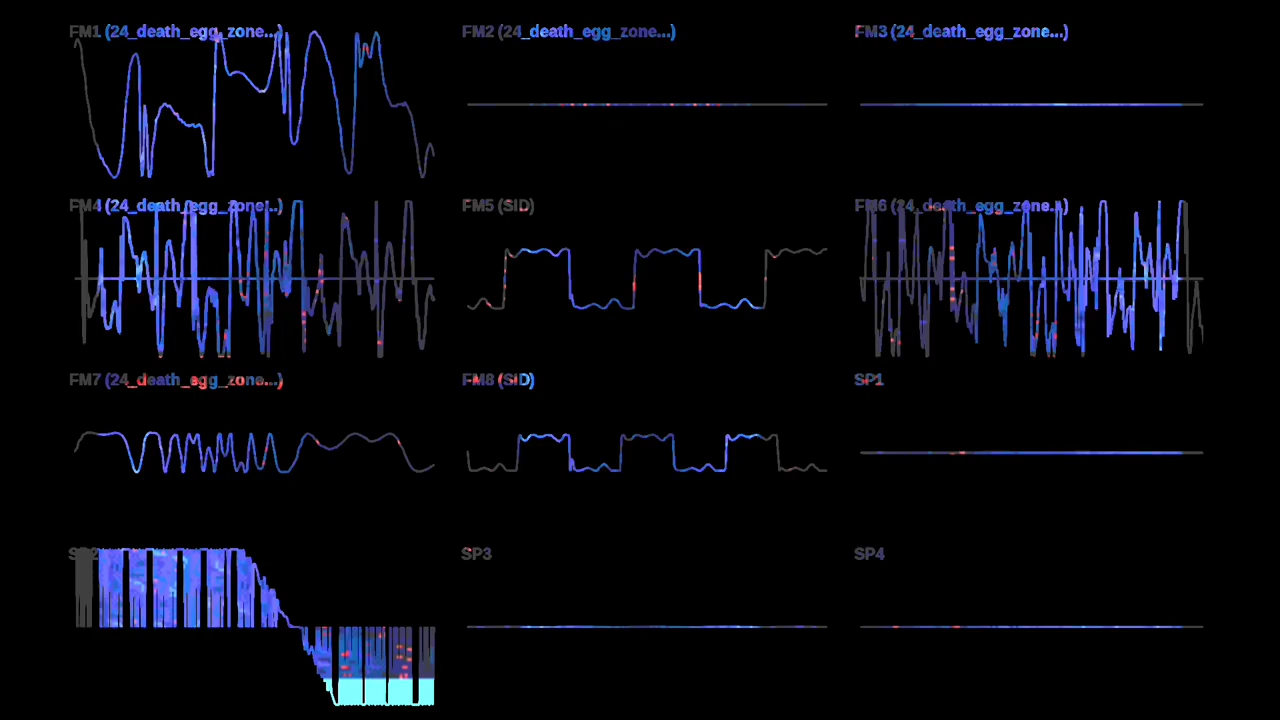 FM1 (24_death_egg_zone...)
FM2 (24_death_egg_zone...)
FM3 (24_death_egg_zone...)
FM4 (24_death_egg_zone...)
FM5 (SID)
FM6 (24_death_egg_zone...)
FM7 (24_death_egg_zone...)
FM8 (SID)
SP1
SP2
SP3
SP4